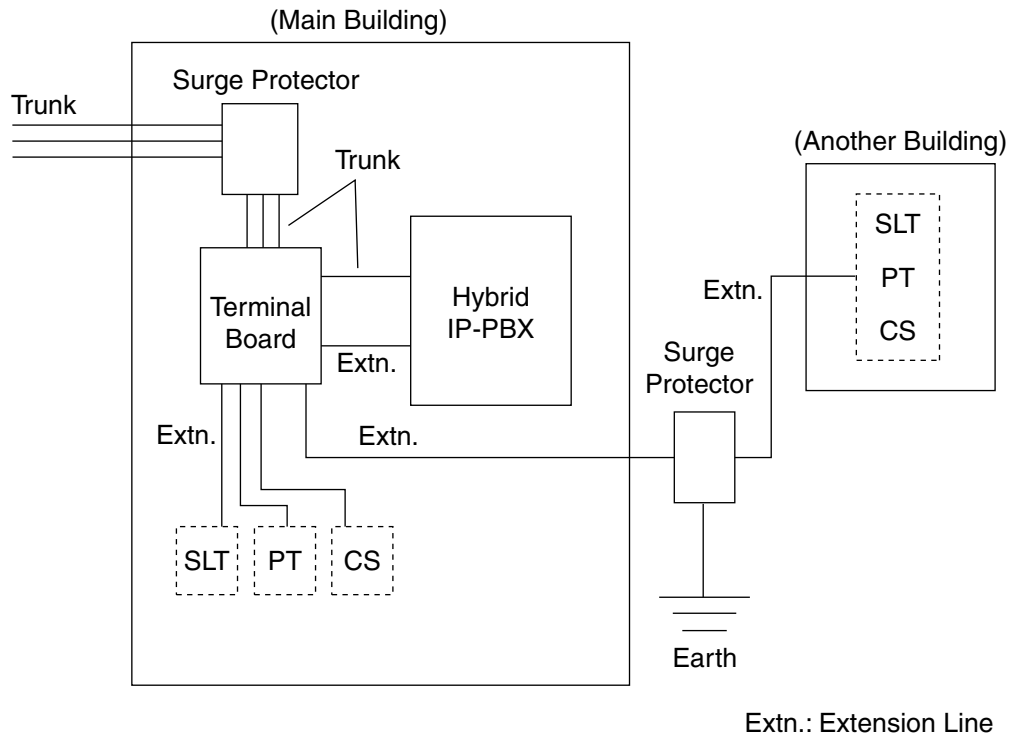 (Main Building)
Surge Protector
Trunk
Trunk
(Another Building)
SLT
PT
CS
Extn.
Terminal
Board
Hybrid
IP-PBX
Extn.
Surge
Protector
Extn.
Extn.
SLT
PT
CS
Earth
Extn.: Extension Line